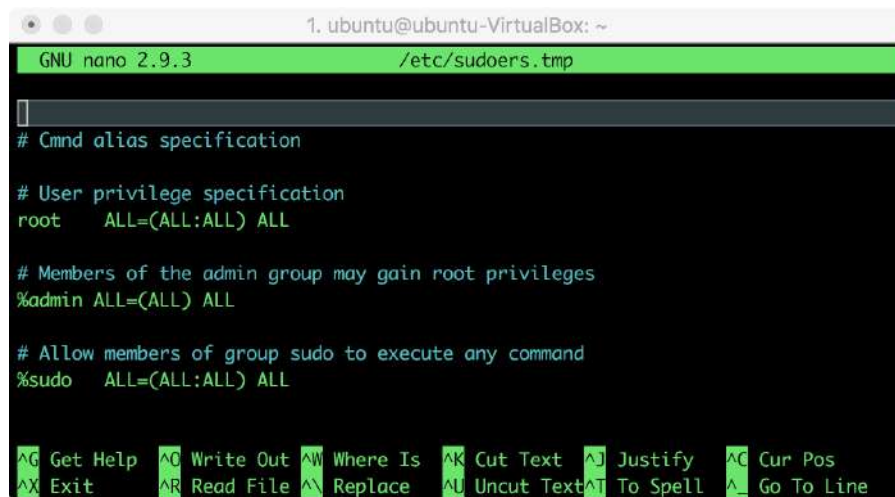 1. ubuntu@ubuntu-VirtualBox: ~
GNU nano 2.9.3 /etc/sudoers.tmp
# Cmnd alias specification
# User privilege specification
root ALL=(ALL:ALL) ALL
# Members of the admin group may gain root privileges
%admin ALL=(ALL) ALL
# Allow members of group sudo to execute any command
%sudo ALL=(ALL:ALL) ALL
^G Get Help ^O Write Out ^W Where Is ^K Cut Text ^J Justify ^C Cur Pos
^X Exit ^R Read File ^\ Replace ^U Uncut Text ^T To Spell ^_ Go To Line